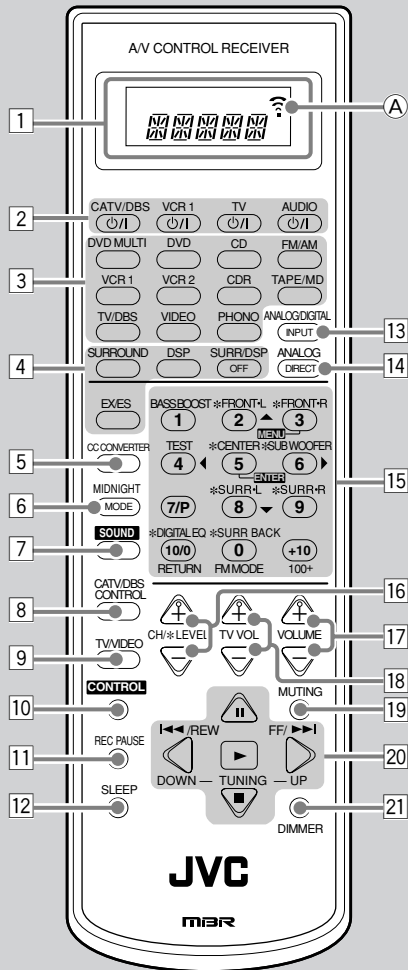 A/V CONTROL RECEIVER
A
1
CATV/DBS VCR 1 TV AUDIO
2
⏻/I ⏻/I ⏻/I ⏻/I
DVD MULTI DVD CD FM/AM
3
VCR 1 VCR 2 CDR TAPE/MD
TV/DBS VIDEO PHONO ANALOG/DIGITAL
INPUT 13
4
SURROUND DSP SURR/DSP ANALOG
OFF DIRECT 14
EX/ES BASS BOOST *FRONT•L *FRONT•R
1 2 3
MENU
5
CC CONVERTER TEST *CENTER *SUBWOOFER
4 5 6
ENTER 15
6
MIDNIGHT
MODE
*SURR•L *SURR•R
7/P 8 9
7
SOUND
*DIGITAL EQ *SURR BACK
10/0 0 +10
RETURN FM MODE 100+
8
CATV/DBS
CONTROL
16
CH/*LEVEL TV VOL VOLUME
17
9
TV/VIDEO
18
10
CONTROL
MUTING
19
11
REC PAUSE
/REW FF/
20
DOWN — TUNING — UP
12
SLEEP
21
DIMMER
JVC
MBR